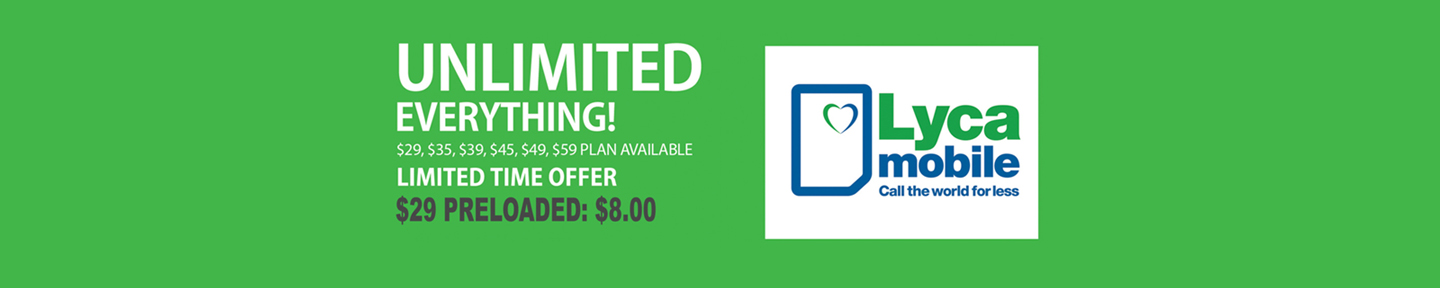 UNLIMITED
EVERYTHING!
$29, $35, $39, $45, $49, $59 PLAN AVAILABLE
LIMITED TIME OFFER
$29 PRELOADED: $8.00
Lyca
mobile
Call the world for less